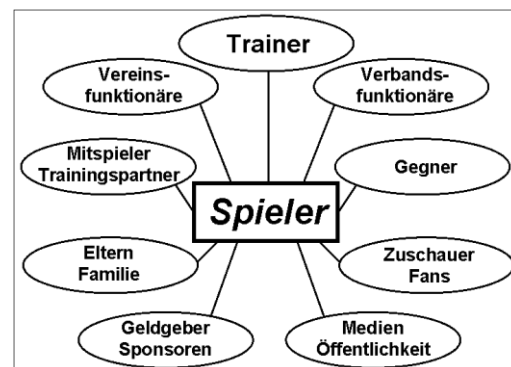 Trainer
Vereins-
funktionäre
Verbands-
funktionäre
Mitspieler
Trainingspartner
Gegner
Spieler
Eltern
Familie
Zuschauer
Fans
Geldgeber
Sponsoren
Medien
Öffentlichkeit